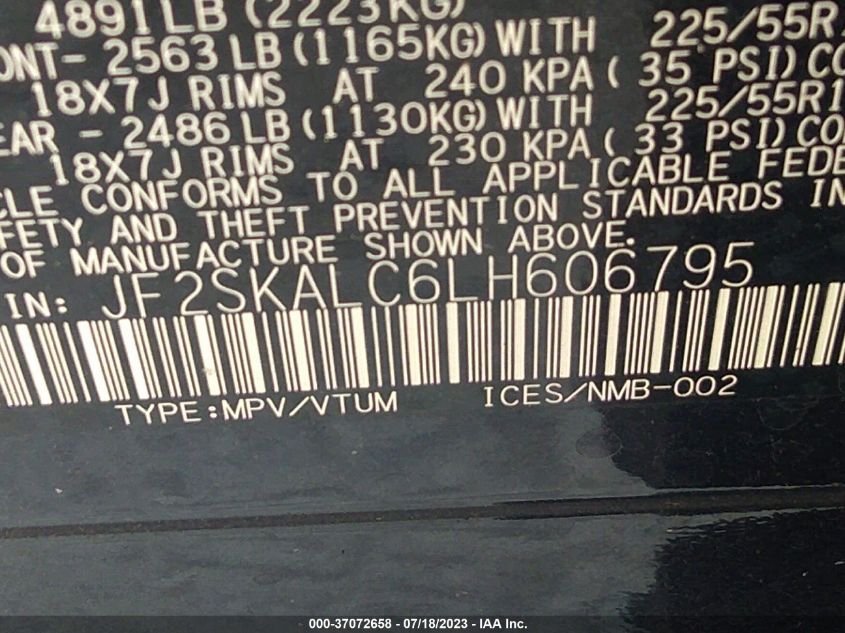 4891LB (2223KG)
ONT- 2563 LB (1165KG) WITH 225/55R
18X7J RIMS AT 240 KPA ( 35 PSI) CO
EAR - 2486 LB (1130KG) WITH 225/55R1
18X7J RIMS AT 230 KPA ( 33 PSI) CO
CLE CONFORMS TO ALL APPLICABLE FEDE
FETY AND THEFT PREVENTION STANDARDS IN
OF MANUFACTURE SHOWN ABOVE.
IN: JF2SKALC6LH606795
TYPE:MPV/VTUM ICES/NMB-002
000-37072658 - 07/18/2023 - IAA Inc.